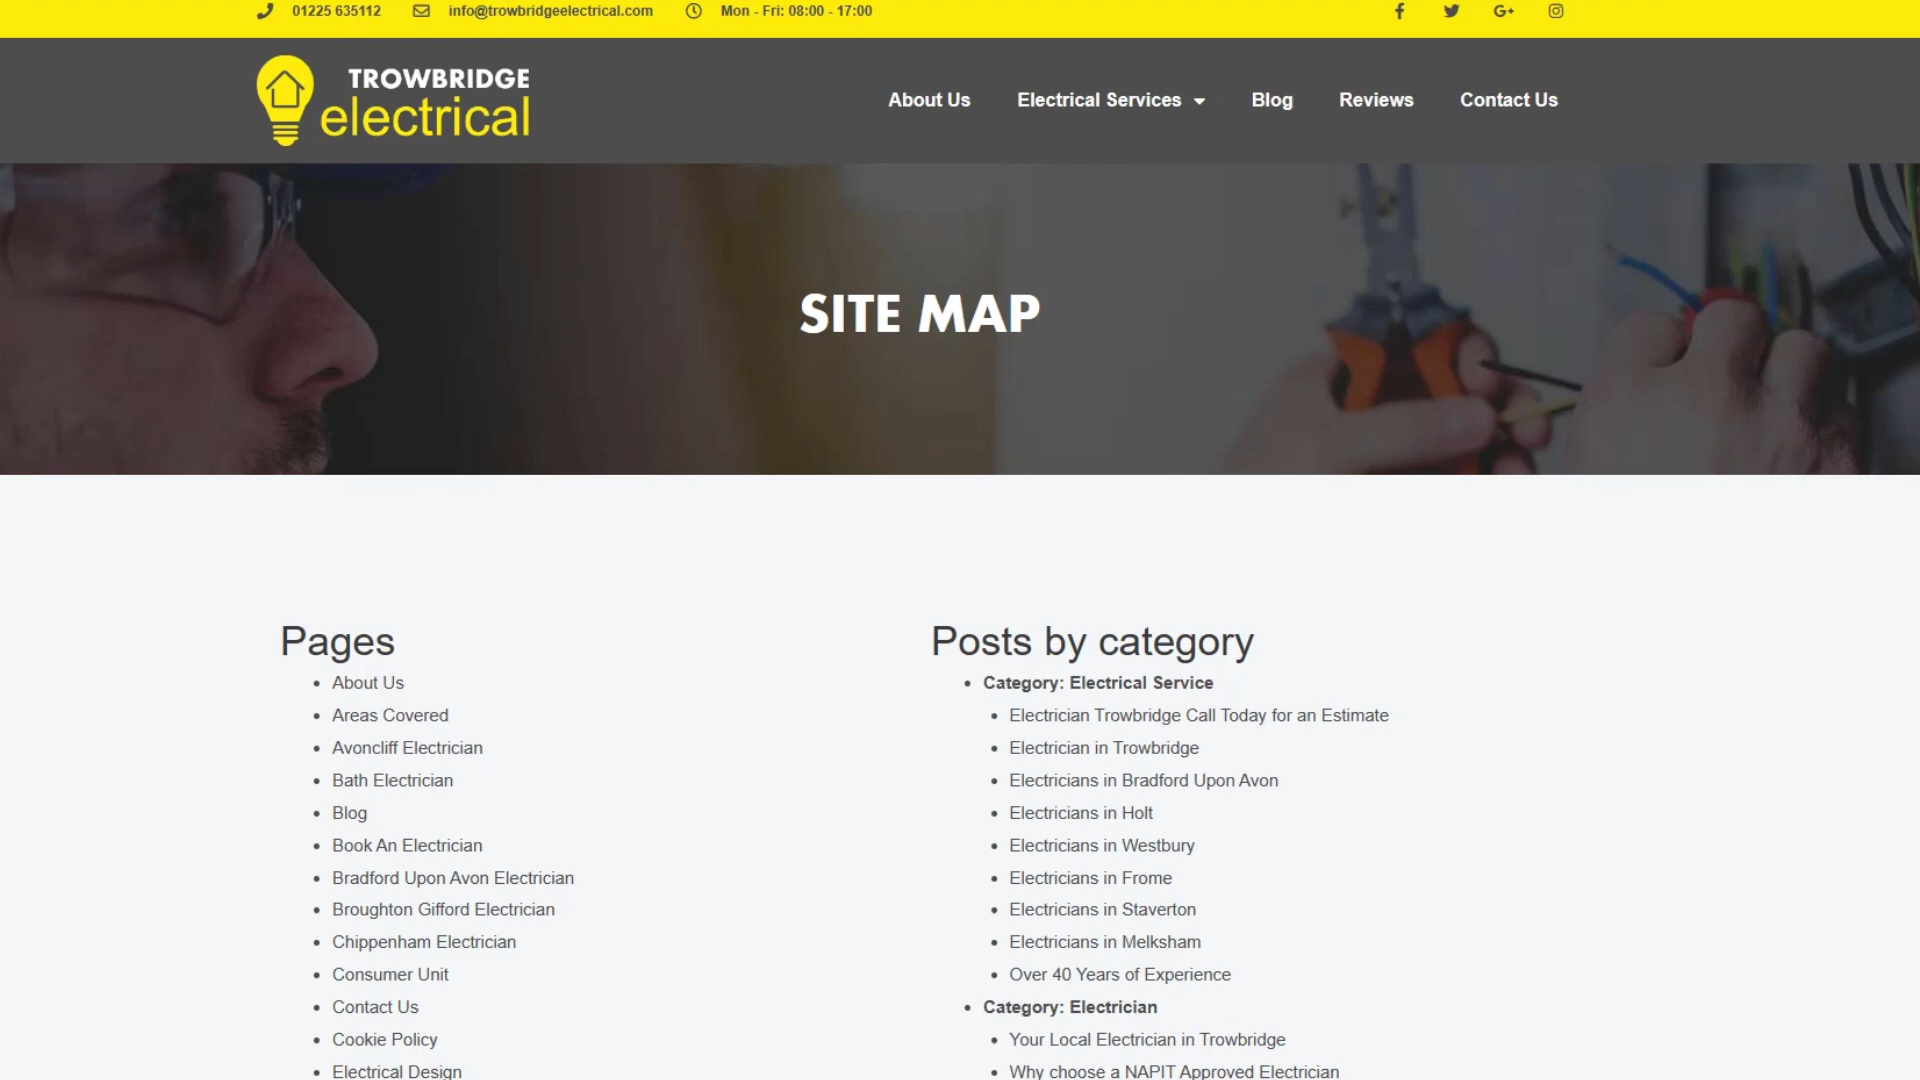 01225 635112
info@trowbridgeelectrical.com
Mon - Fri: 08:00 - 17:00
TROWBRIDGE
electrical
About Us
Electrical Services
Blog
Reviews
Contact Us
SITE MAP
Pages
About Us
Areas Covered
Avoncliff Electrician
Bath Electrician
Blog
Book An Electrician
Bradford Upon Avon Electrician
Broughton Gifford Electrician
Chippenham Electrician
Consumer Unit
Contact Us
Cookie Policy
Electrical Design
Posts by category
Category: Electrical Service
Electrician Trowbridge Call Today for an Estimate
Electrician in Trowbridge
Electricians in Bradford Upon Avon
Electricians in Holt
Electricians in Westbury
Electricians in Frome
Electricians in Staverton
Electricians in Melksham
Over 40 Years of Experience
Category: Electrician
Your Local Electrician in Trowbridge
Why choose a NAPIT Approved Electrician